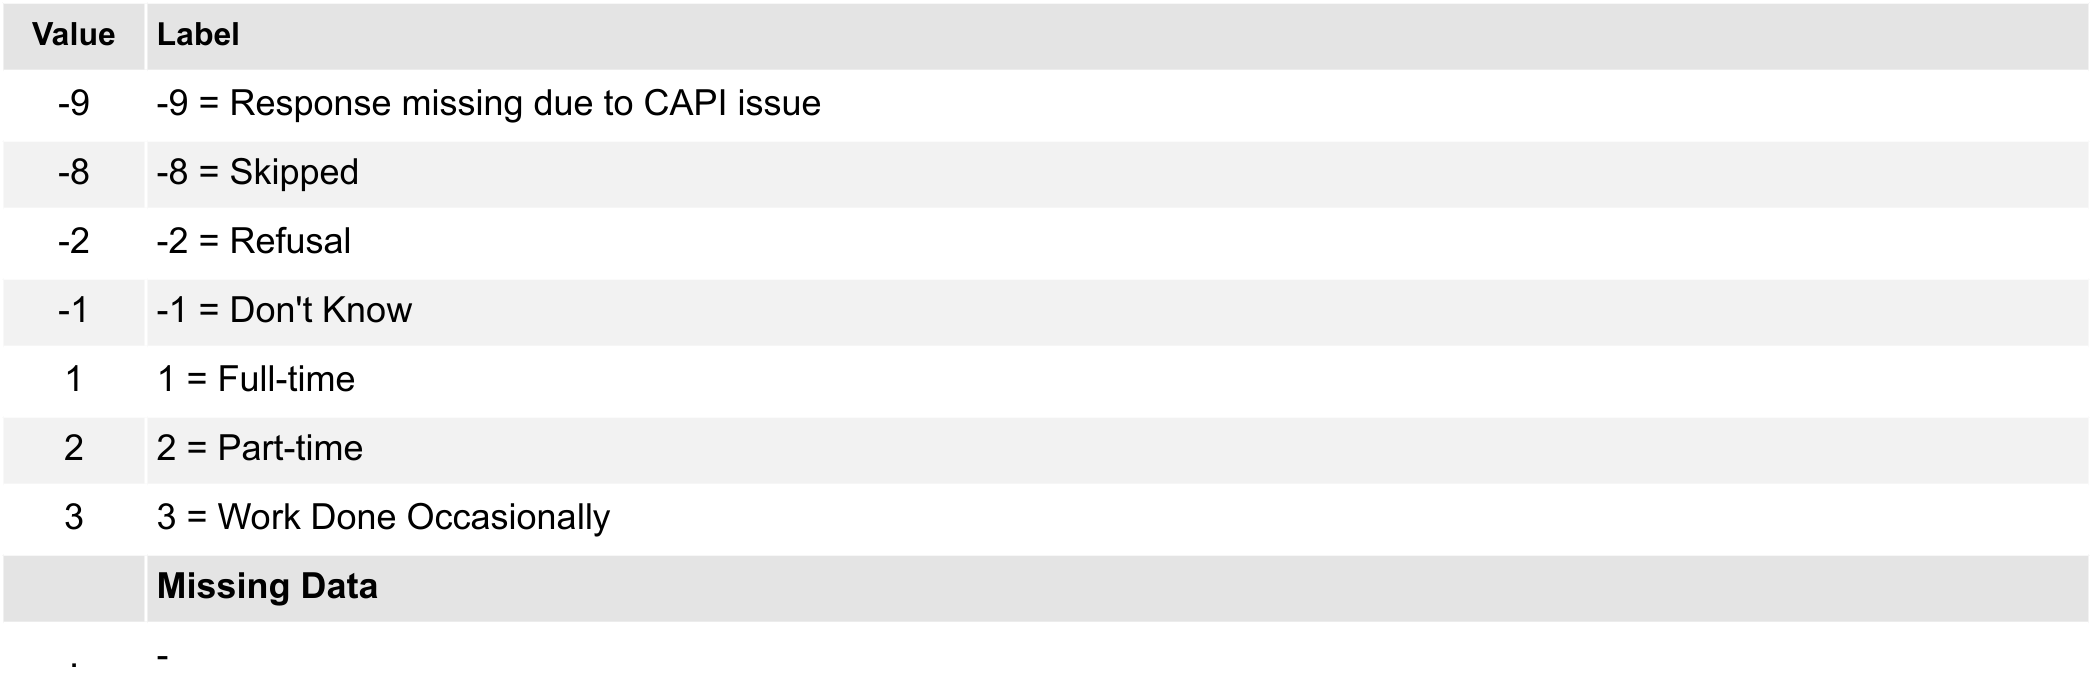 Value Label
-9 -9 = Response missing due to CAPI issue
-8 -8 = Skipped
-2 -2 = Refusal
-1 -1 = Don't Know
1 1 = Full-time
2 2 = Part-time
3 3 = Work Done Occasionally
Missing Data
. -